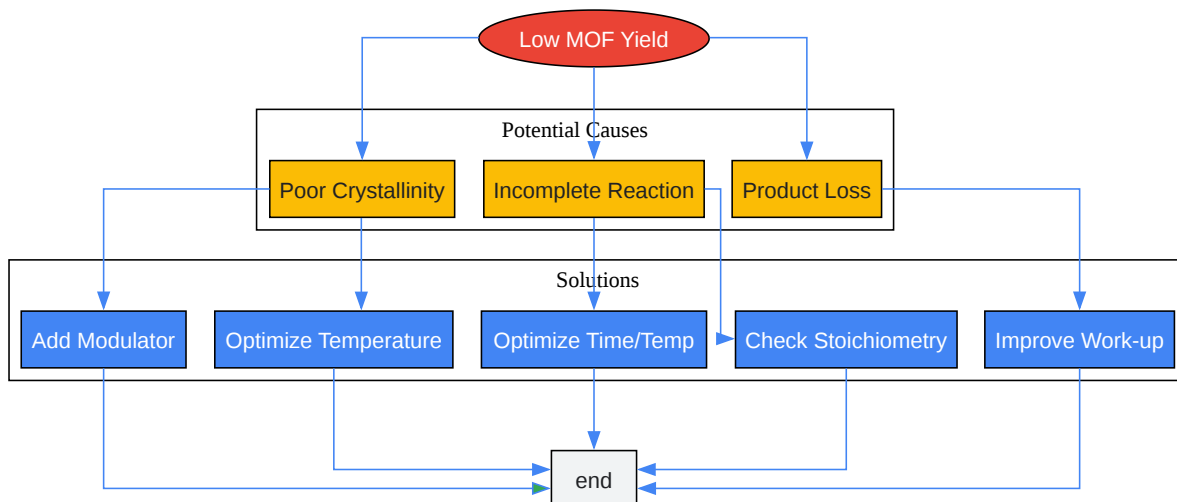 Low MOF Yield
Potential Causes
Poor Crystallinity
Incomplete Reaction
Product Loss
Solutions
Add Modulator
Optimize Temperature
Optimize Time/Temp
Check Stoichiometry
Improve Work-up
end